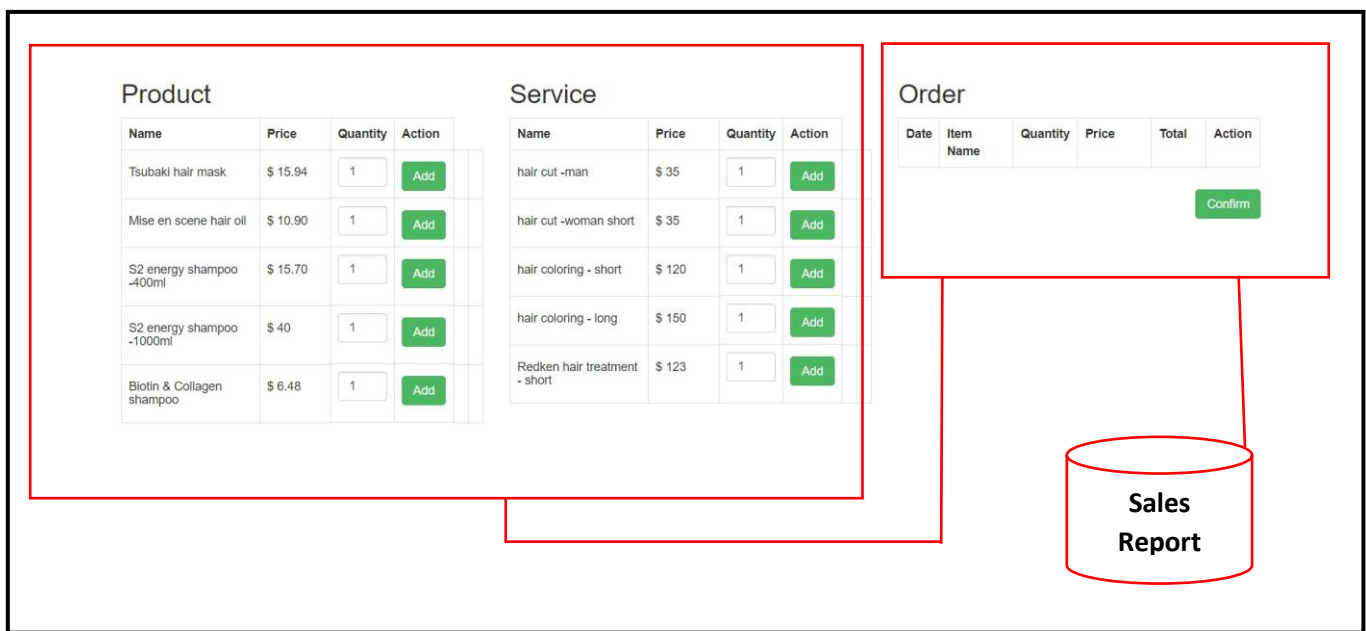 Product
Name Price Quantity Action
Tsubaki hair mask $ 15.94 1 Add
Mise en scene hair oil $ 10.90 1 Add
S2 energy shampoo $ 15.70 1 Add
-400ml
S2 energy shampoo $ 40 1 Add
-1000ml
Biotin & Collagen $ 6.48 1 Add
shampoo
Service
Name Price Quantity Action
hair cut -man $ 35 1 Add
hair cut -woman short $ 35 1 Add
hair coloring - short $ 120 1 Add
hair coloring - long $ 150 1 Add
Redken hair treatment $ 123 1 Add
- short
Order
Date Item Quantity Price Total Action
Name
Confirm
Sales
Report